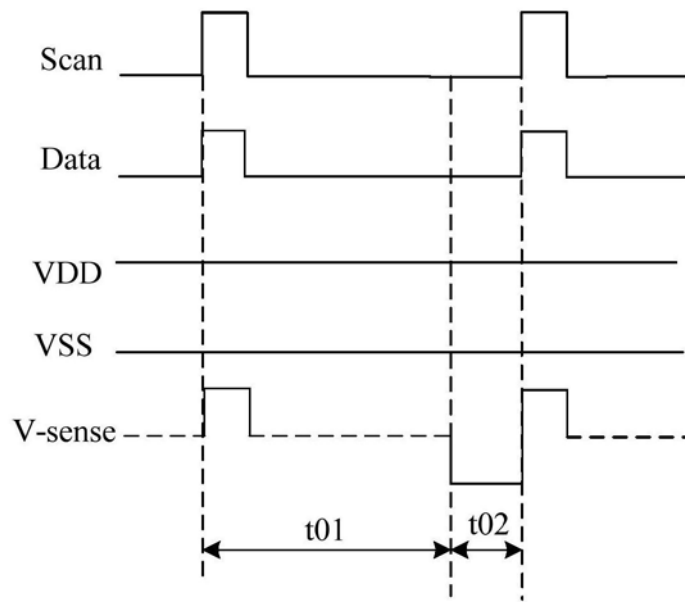 Scan
Data
VDD
VSS
V-sense
t01
t02